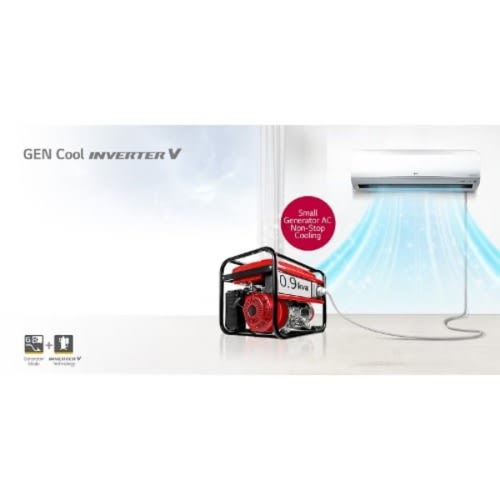 GEN Cool INVERTER V
Small
Generator AC
Non-Stop
Cooling
0.9kva
Generator
Mode
+
INVERTER V
Technology